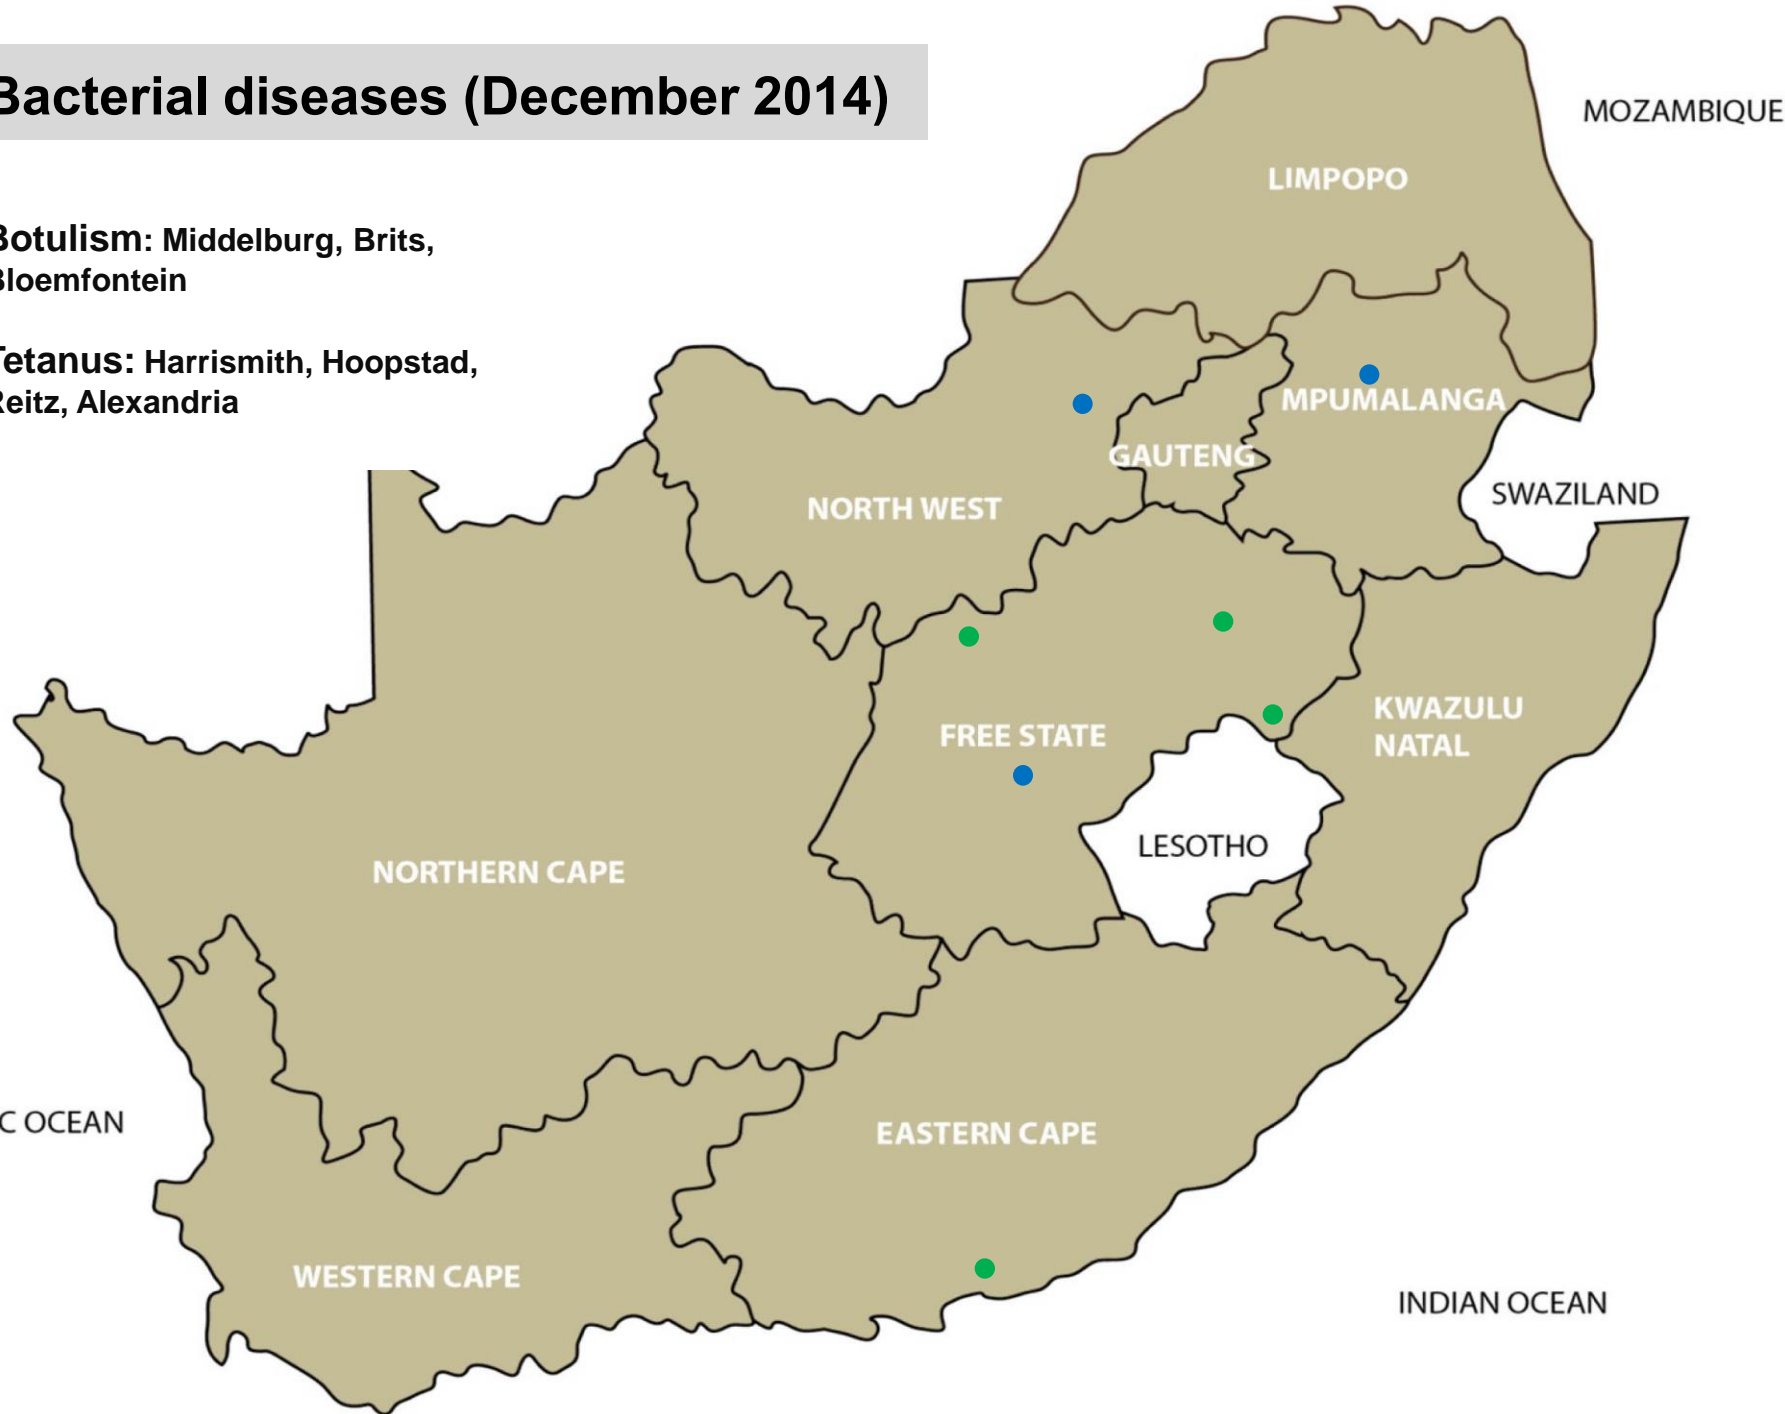 Bacterial diseases (December 2014)
Botulism: Middelburg, Brits,
Bloemfontein
Tetanus: Harrismith, Hoopstad,
Reitz, Alexandria
MOZAMBIQUE
LIMPOPO
MPUMALANGA
GAUTENG
NORTH WEST
SWAZILAND
FREE STATE
KWAZULU
NATAL
LESOTHO
NORTHERN CAPE
C OCEAN
EASTERN CAPE
WESTERN CAPE
INDIAN OCEAN